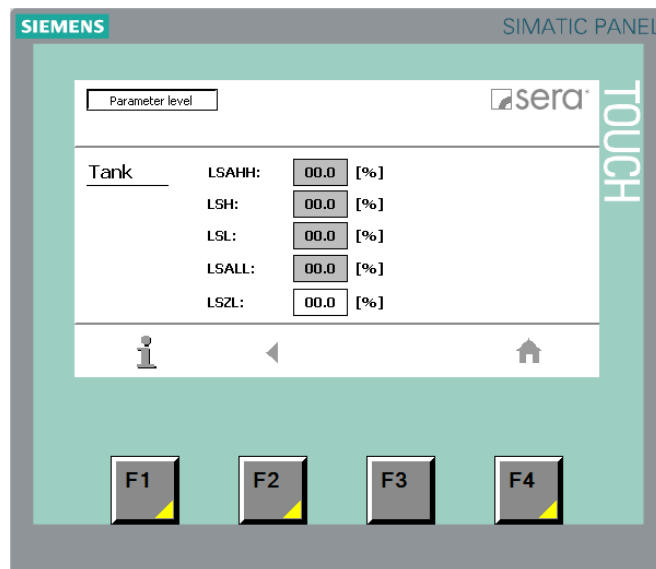 SIEMENS
SIMATIC PANEL
TOUCH
Parameter level
sera
Tank
LSAHH: 00.0 [%]
LSH: 00.0 [%]
LSL: 00.0 [%]
LSALL: 00.0 [%]
LSZL: 00.0 [%]
F1 F2 F3 F4